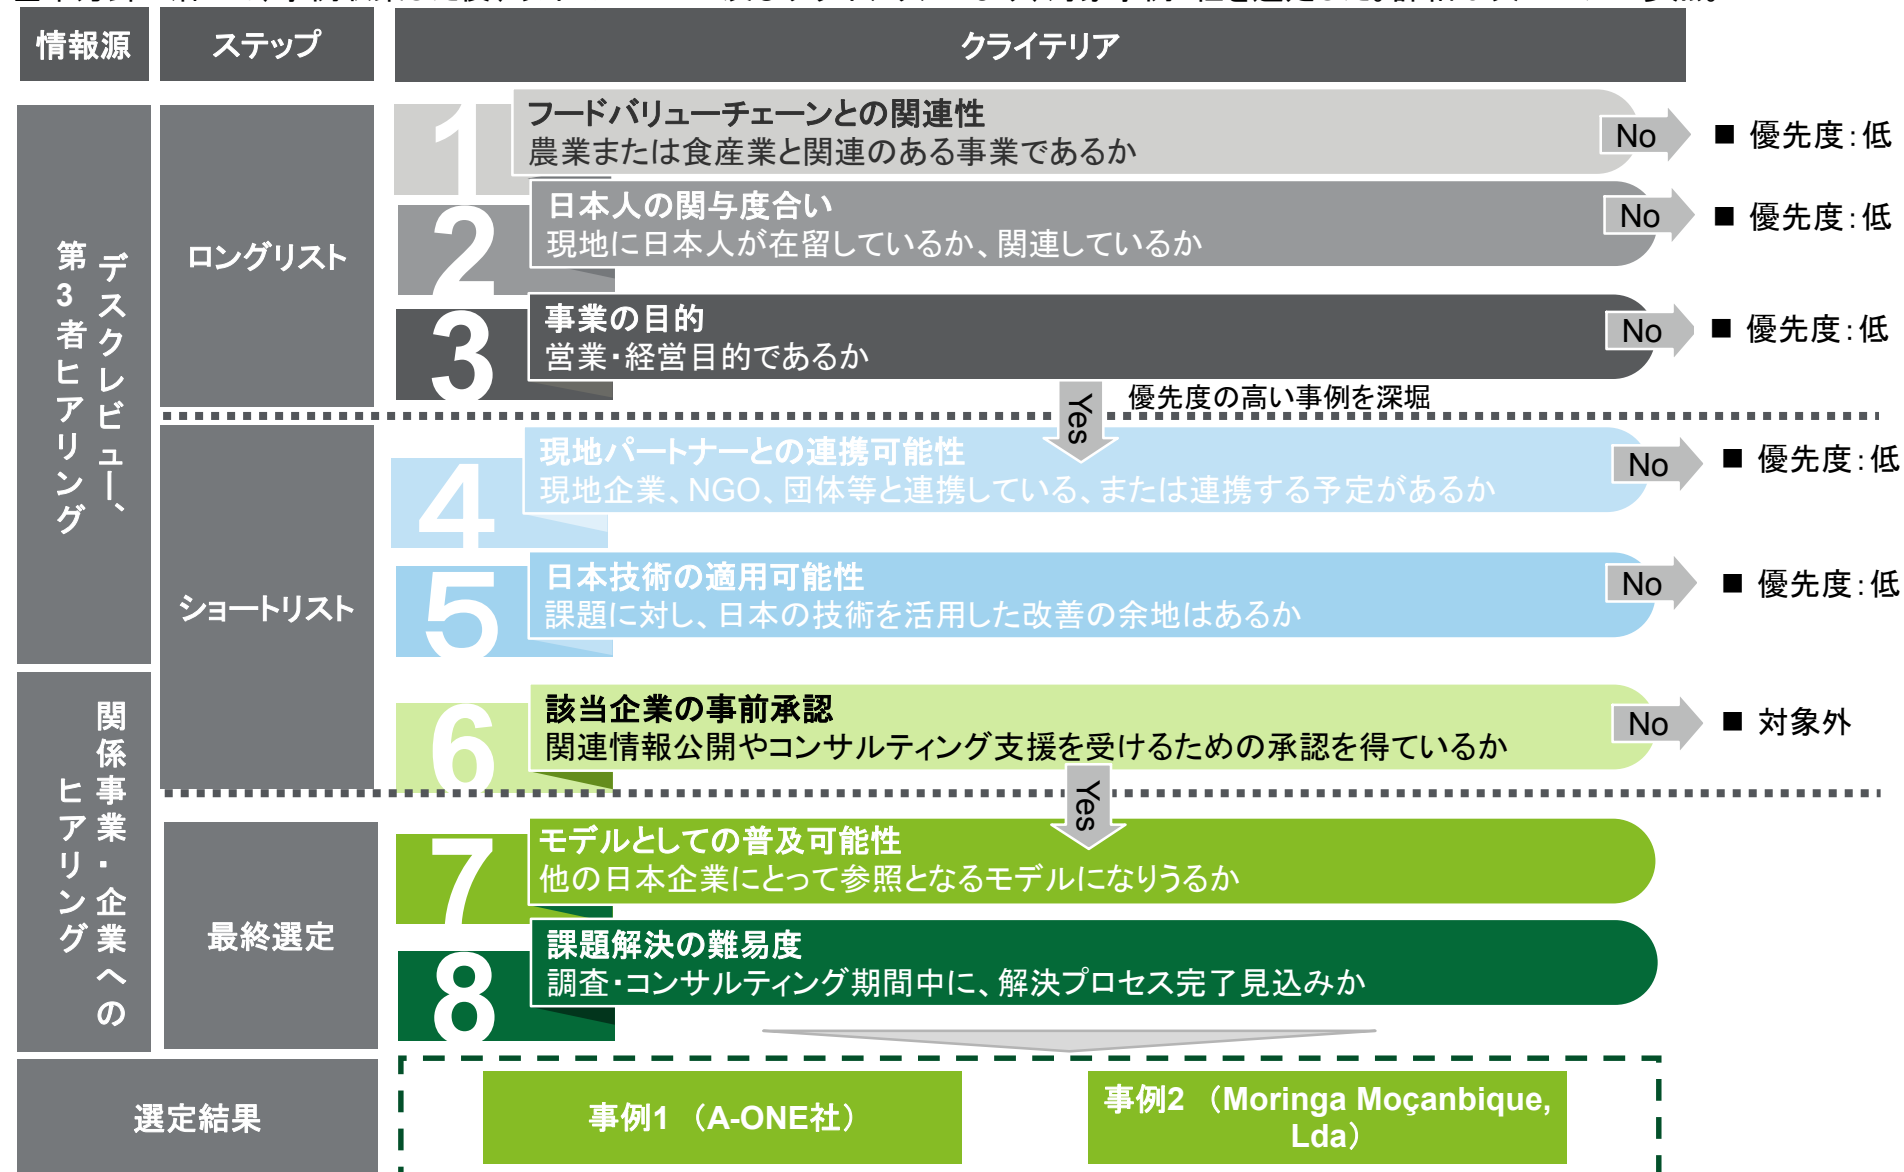 情報源
ステップ
クライテリア
デスクレビュー、
第3者ヒアリング
ロングリスト
1
フードバリューチェーンとの関連性
農業または食産業と関連のある事業であるか
No
■ 優先度：低
2
日本人の関与度合い
現地に日本人が在留しているか、関連しているか
No
■ 優先度：低
3
事業の目的
営業・経営目的であるか
No
■ 優先度：低
Yes
優先度の高い事例を深堀
ショートリスト
4
現地パートナーとの連携可能性
現地企業、NGO、団体等と連携している、または連携する予定があるか
No
■ 優先度：低
5
日本技術の適用可能性
課題に対し、日本の技術を活用した改善の余地はあるか
No
■ 優先度：低
関係事業・企業への
ヒアリング
6
該当企業の事前承認
関連情報公開やコンサルティング支援を受けるための承認を得ているか
No
■ 対象外
Yes
最終選定
7
モデルとしての普及可能性
他の日本企業にとって参照となるモデルになりうるか
8
課題解決の難易度
調査・コンサルティング期間中に、解決プロセス完了見込みか
選定結果
事例1 （A-ONE社）
事例2 （Moringa Moçanbique,
Lda）